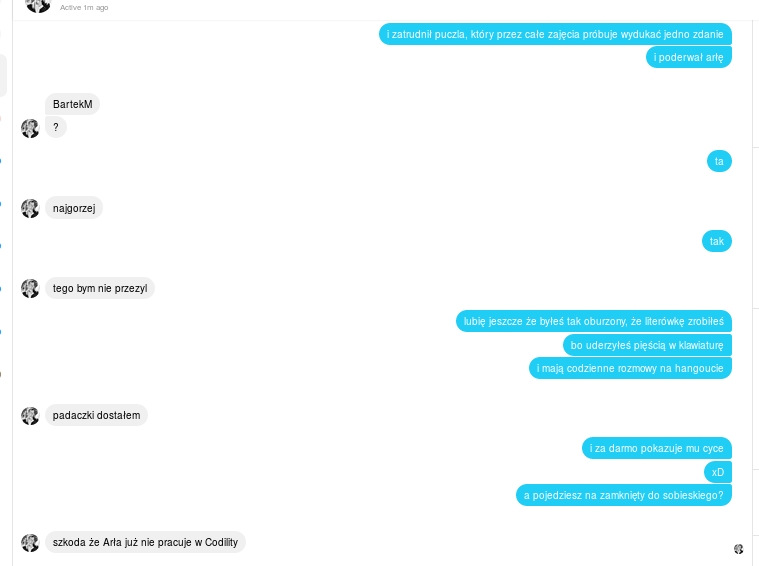 Active 1m ago
i zatrudnił puczla, który przez całe zajęcia próbuje wydukać jedno zdanie
i poderwał arłę
BartekM
?
ta
najgorzej
tak
tego bym nie przezyl
lubię jeszcze że byłeś tak oburzony, że literówkę zrobiłeś
bo uderzyłeś pięścią w klawiaturę
i mają codzienne rozmowy na hangoucie
padaczki dostałem
i za darmo pokazuje mu cyce
xD
a pojedziesz na zamknięty do sobieskiego?
szkoda że Arła już nie pracuje w Codility